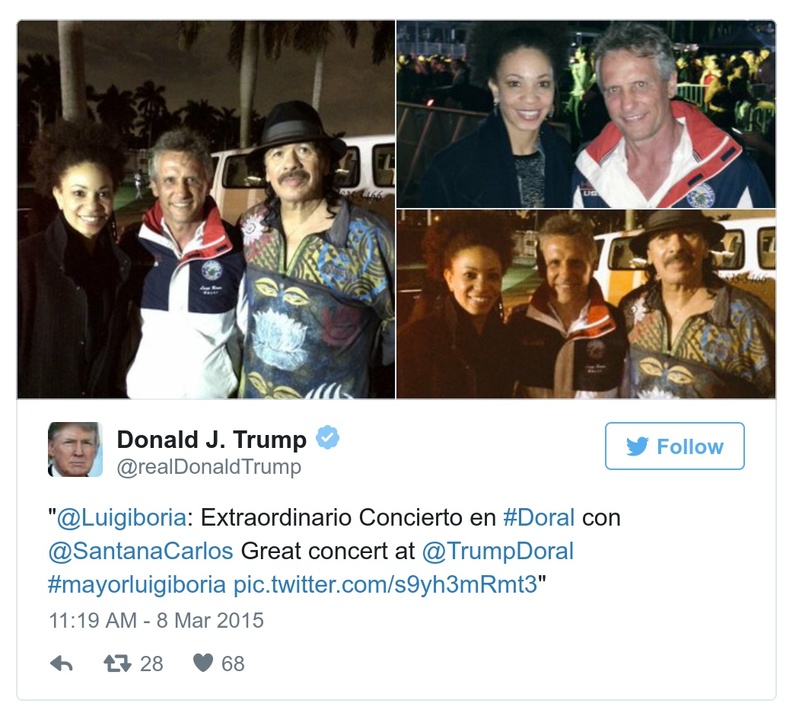 Donald J. Trump
@realDonaldTrump
Follow
"@Luigiboria: Extraordinario Concierto en #Doral con
@SantanaCarlos Great concert at @TrumpDoral
#mayorluigiboria pic.twitter.com/s9yh3mRmt3"
11:19 AM - 8 Mar 2015
28
68